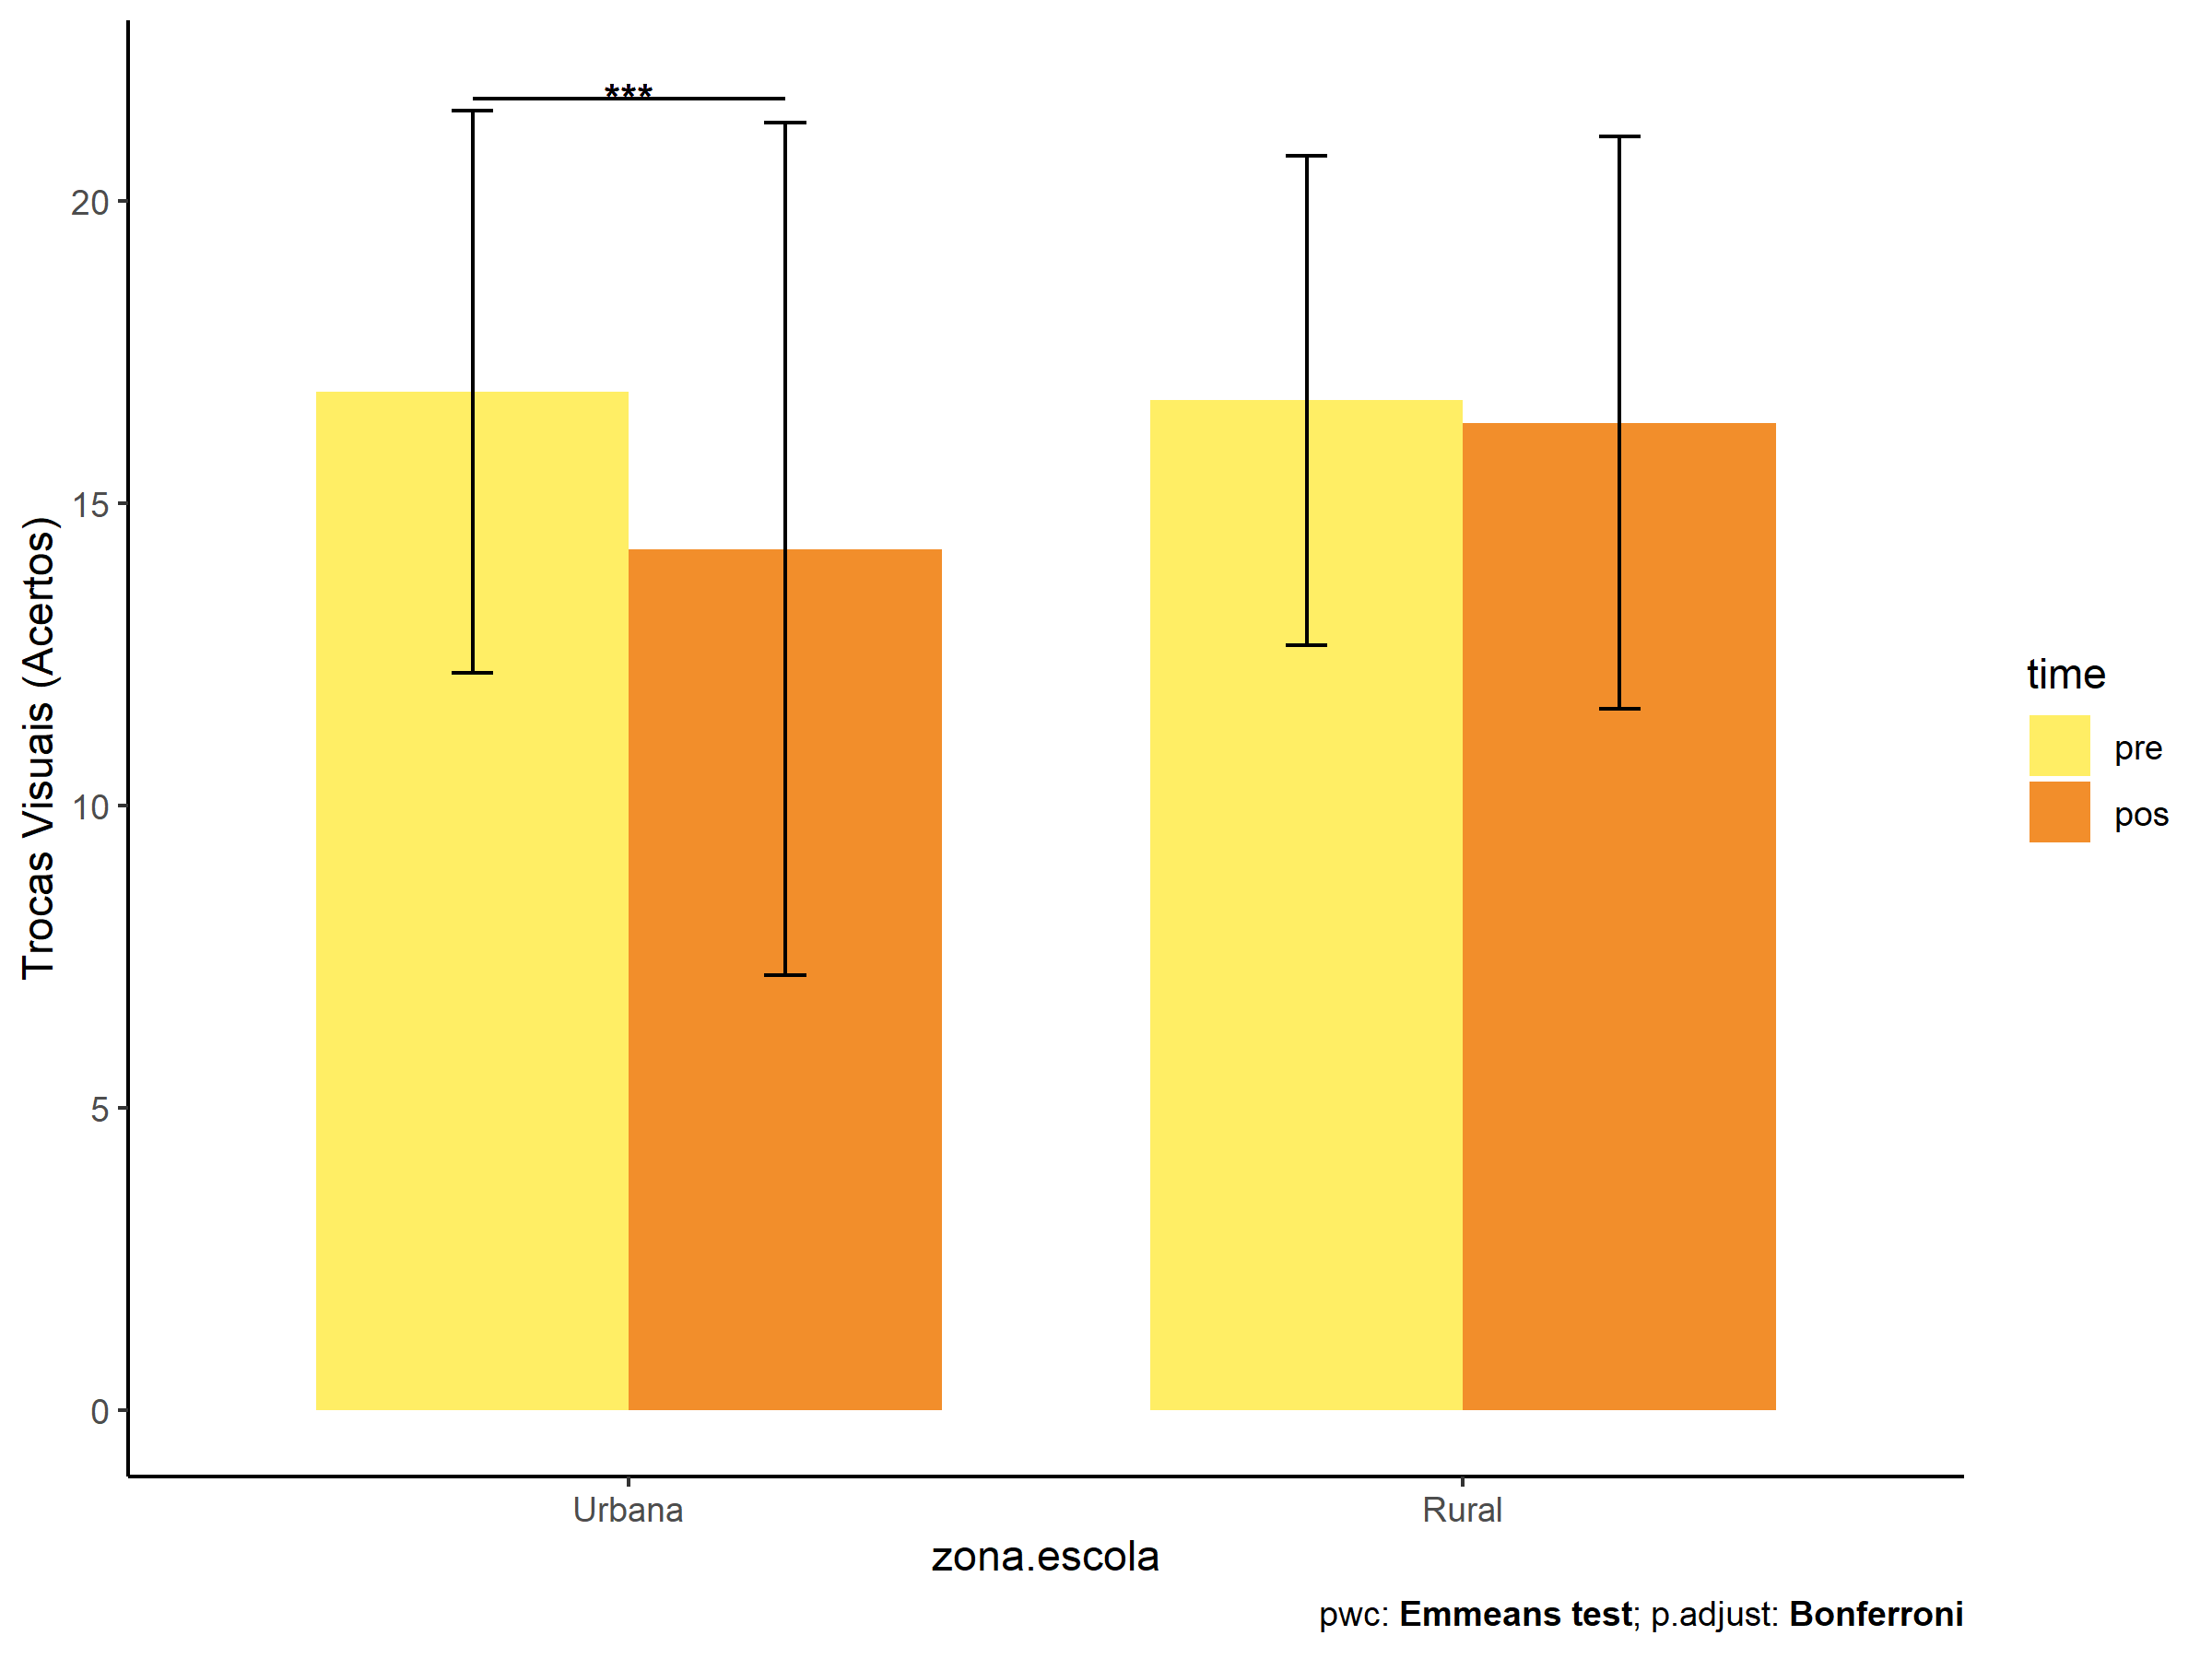 ***
20
15
10
5
0
Trocas Visuais (Acertos)
Urbana
Rural
zona.escola
time
pre
pos
pwc: Emmeans test; p.adjust: Bonferroni